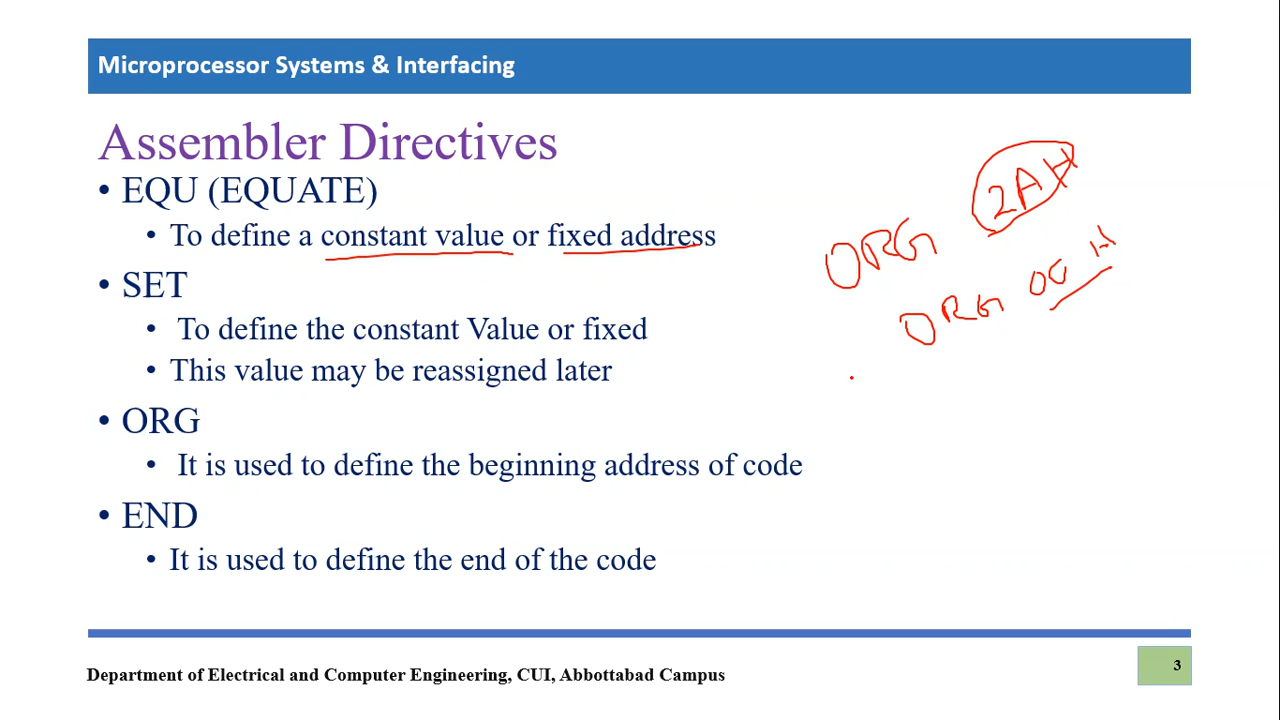 Microprocessor Systems & Interfacing
Assembler Directives
• EQU (EQUATE)
• To define a constant value or fixed address
• SET
• To define the constant Value or fixed
• This value may be reassigned later
• ORG
• It is used to define the beginning address of code
• END
• It is used to define the end of the code
ORG 2AH
ORG 00 H
Department of Electrical and Computer Engineering, CUI, Abbottabad Campus
3